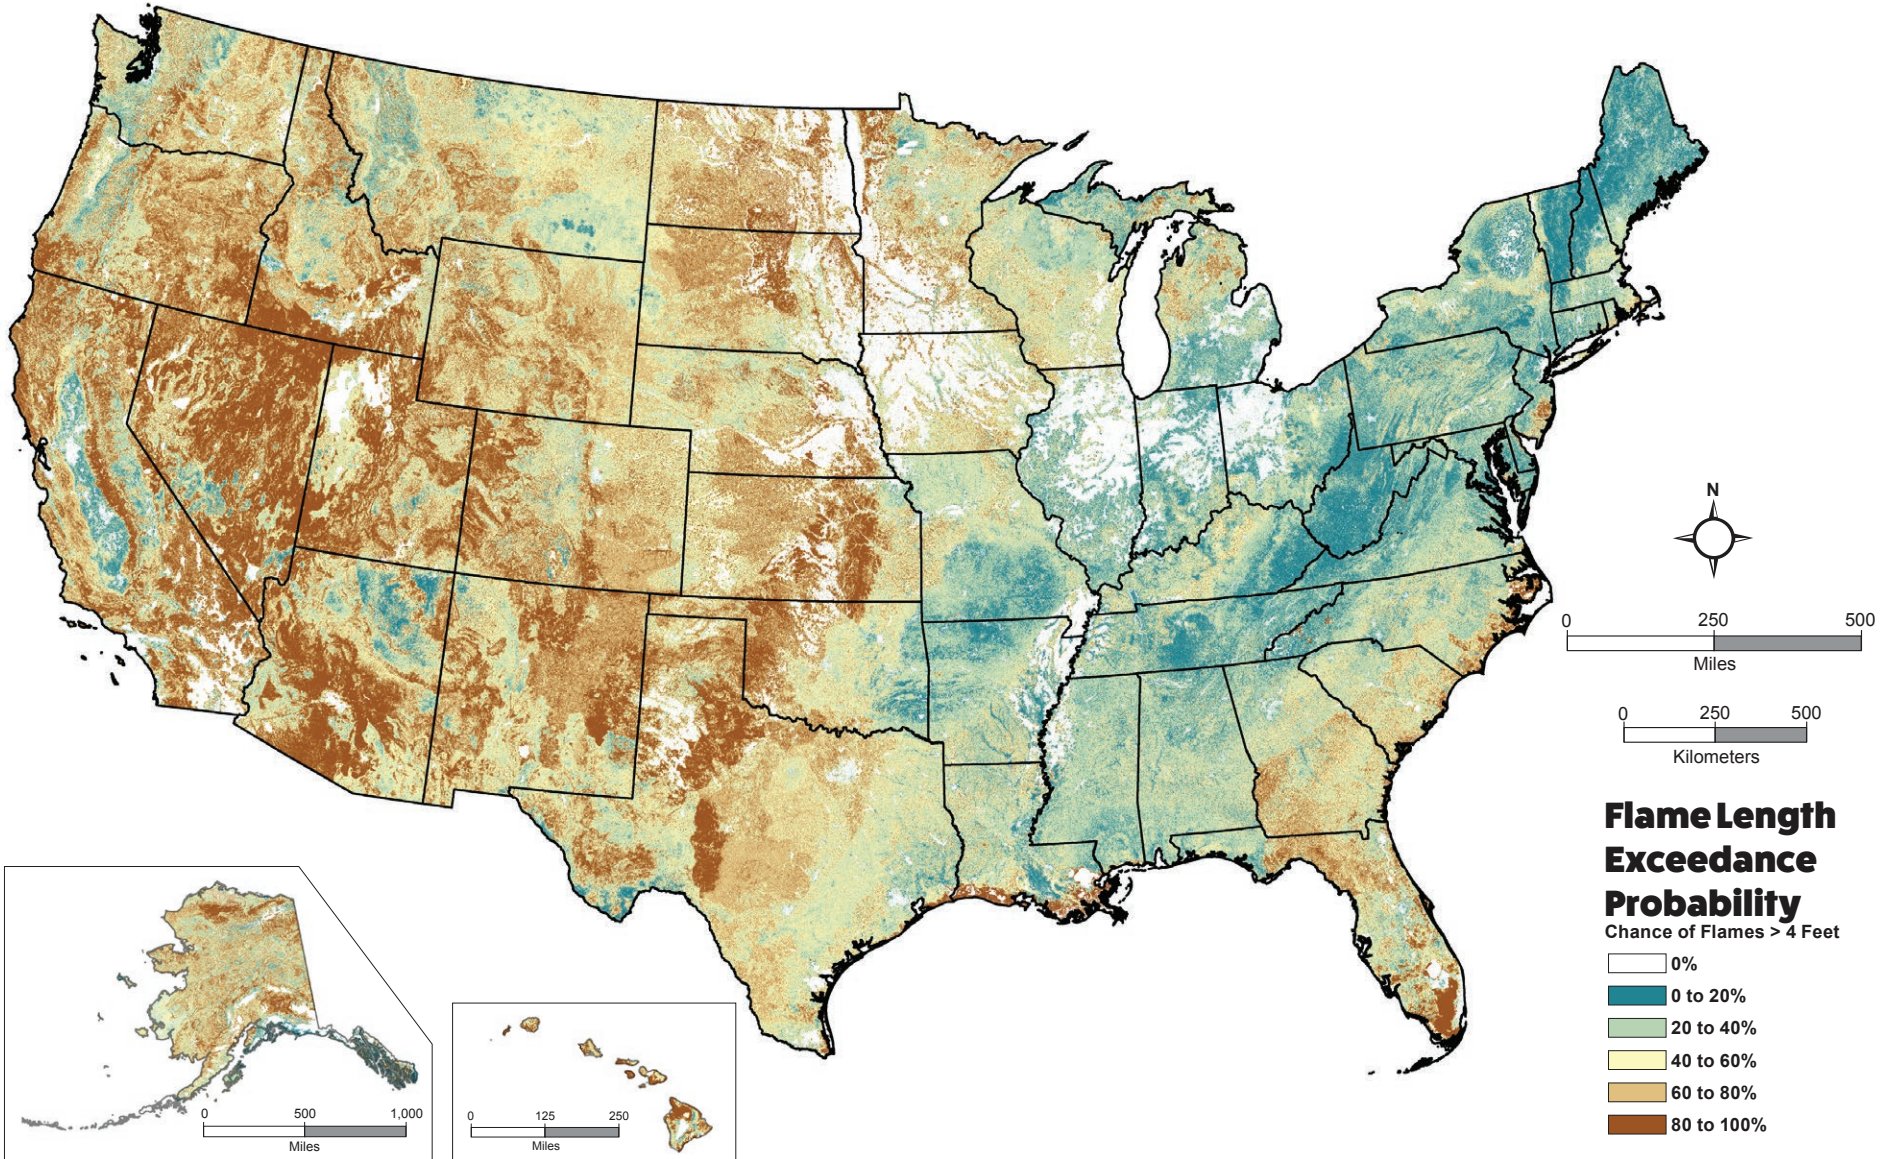 N
0 250 500
Miles
0 250 500
Kilometers
Flame Length
Exceedance
Probability
Chance of Flames > 4 Feet
0%
0 to 20%
20 to 40%
40 to 60%
60 to 80%
80 to 100%
0 500 1,000
Miles
0 125 250
Miles